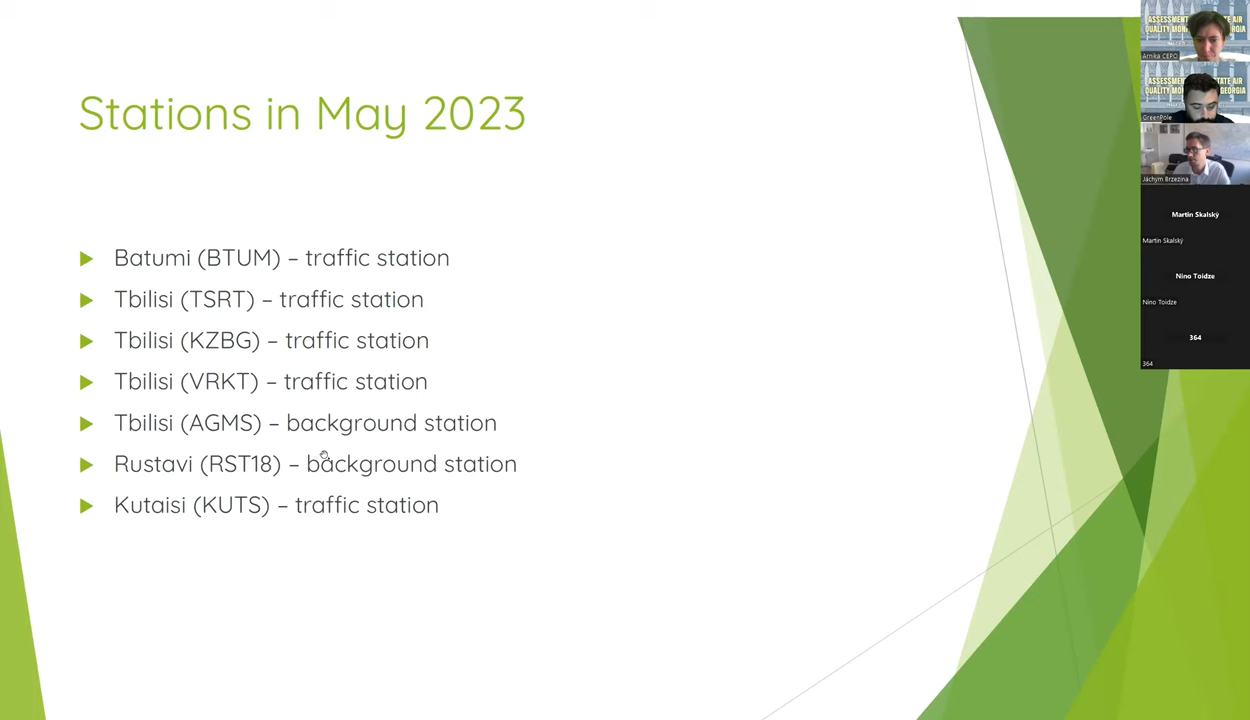 Stations in May 2023
Batumi (BTUM) – traffic station
Tbilisi (TSRT) – traffic station
Tbilisi (KZBG) – traffic station
Tbilisi (VRKT) – traffic station
Tbilisi (AGMS) – background station
Rustavi (RST18) – background station
Kutaisi (KUTS) – traffic station
Arnika CEPO
GreenPole
Jáchym Brzezina
Martin Skalský
Martin Skalský
Nino Toidze
Nino Toidze
364
364